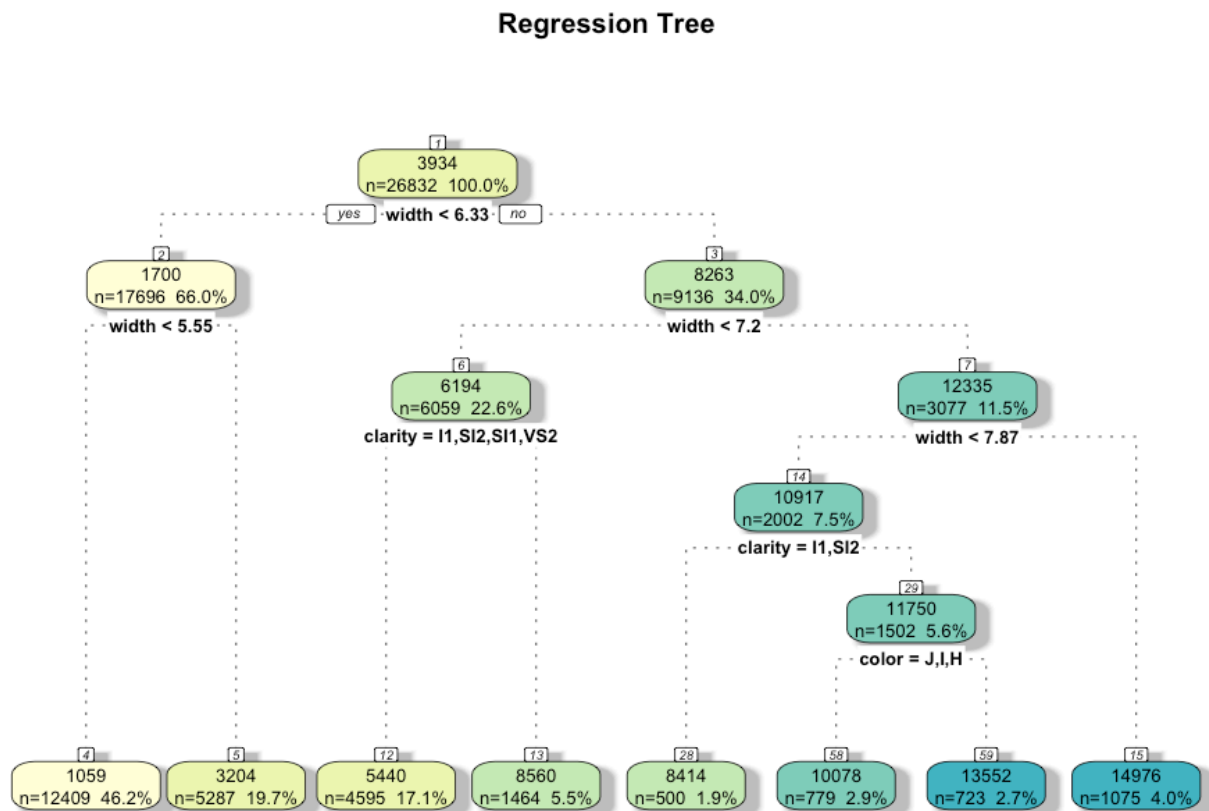 Regression Tree
1
3934
n=26832 100.0%
yes width < 6.33 no
2
1700
n=17696 66.0%
width < 5.55
3
8263
n=9136 34.0%
width < 7.2
6
6194
n=6059 22.6%
clarity = I1,SI2,SI1,VS2
7
12335
n=3077 11.5%
width < 7.87
14
10917
n=2002 7.5%
clarity = I1,SI2
29
11750
n=1502 5.6%
color = J,I,H
4
1059
n=12409 46.2%
5
3204
n=5287 19.7%
12
5440
n=4595 17.1%
13
8560
n=1464 5.5%
28
8414
n=500 1.9%
58
10078
n=779 2.9%
59
13552
n=723 2.7%
15
14976
n=1075 4.0%